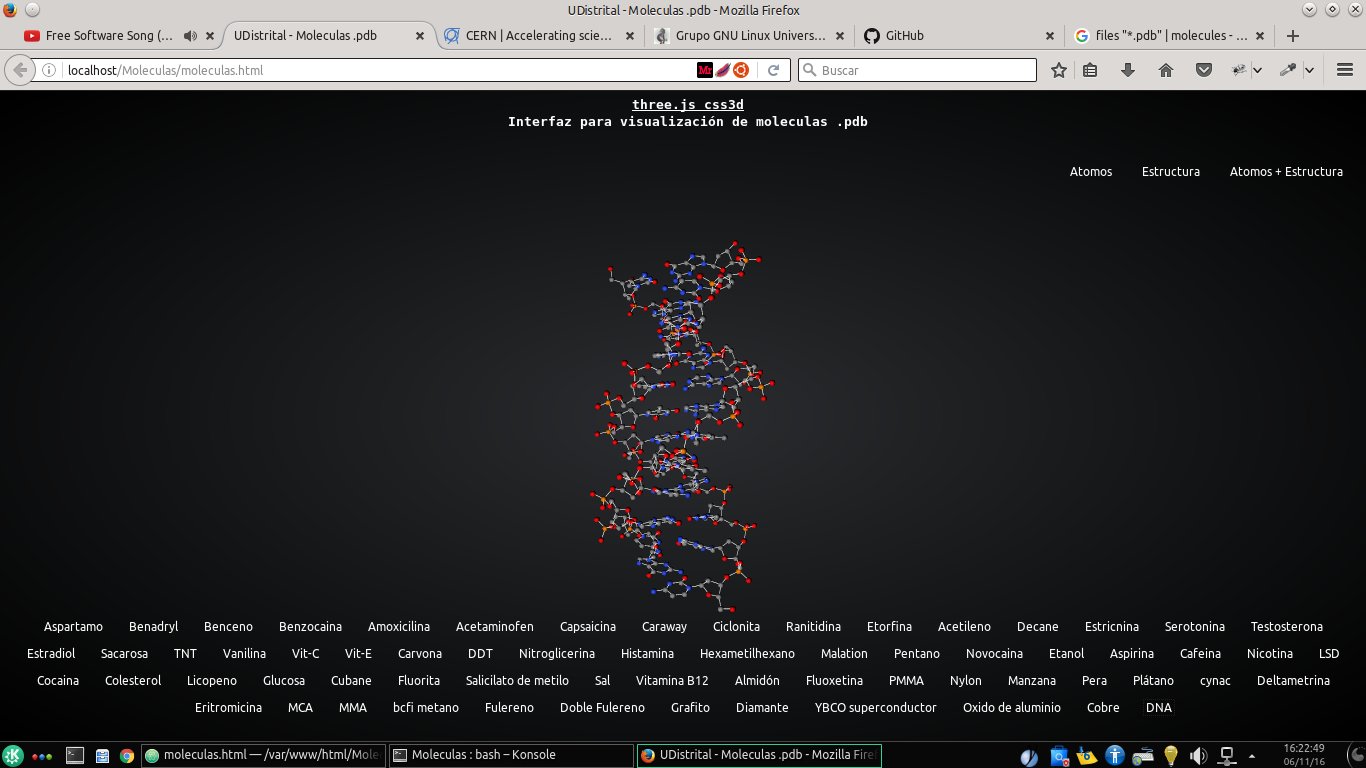 UDistrital - Moleculas .pdb - Mozilla Firefox
Free Software Song (... UDistrital - Moleculas .pdb CERN | Accelerating scie... Grupo GNU Linux Univers... GitHub files "*.pdb" | molecules - ...
localhost/Moleculas/moleculas.html Mr Buscar
three.js css3d
Interfaz para visualización de moleculas .pdb
Atomos Estructura Atomos + Estructura
Aspartamo Benadryl Benceno Benzocaina Amoxicilina Acetaminofen Capsaicina Caraway Ciclonita Ranitidina Etorfina Acetileno Decane Estricnina Serotonina Testosterona
Estradiol Sacarosa TNT Vanilina Vit-C Vit-E Carvona DDT Nitroglicerina Histamina Hexametilhexano Malation Pentano Novocaina Etanol Aspirina Cafeina Nicotina LSD
Cocaina Colesterol Licopeno Glucosa Cubane Fluorita Salicilato de metilo Sal Vitamina B12 Almidón Fluoxetina PMMA Nylon Manzana Pera Plátano cynac Deltametrina
Eritromicina MCA MMA bcfi metano Fulereno Doble Fulereno Grafito Diamante YBCO superconductor Oxido de aluminio Cobre DNA
moleculas.html — /var/www/html/Molec Moleculas : bash – Konsole UDistrital - Moleculas .pdb - Mozilla Firef 16:22:49
06/11/16